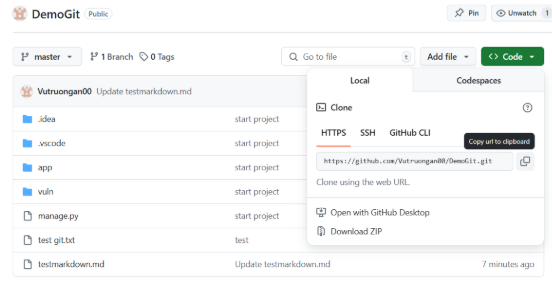 DemoGit Public Pin Unwatch 1
master 1 Branch 0 Tags Go to file t Add file <> Code
Local Codespaces
Vutruongan00 Update testmarkdown.md
Clone
.idea start project
HTTPS SSH GitHub CLI
Copy url to clipboard
.vscode start project
https://github.com/Vutruongan00/DemoGit.git
app start project
Clone using the web URL.
vuln start project
Open with GitHub Desktop
manage.py start project
Download ZIP
test git.txt test
testmarkdown.md Update testmarkdown.md 7 minutes ago